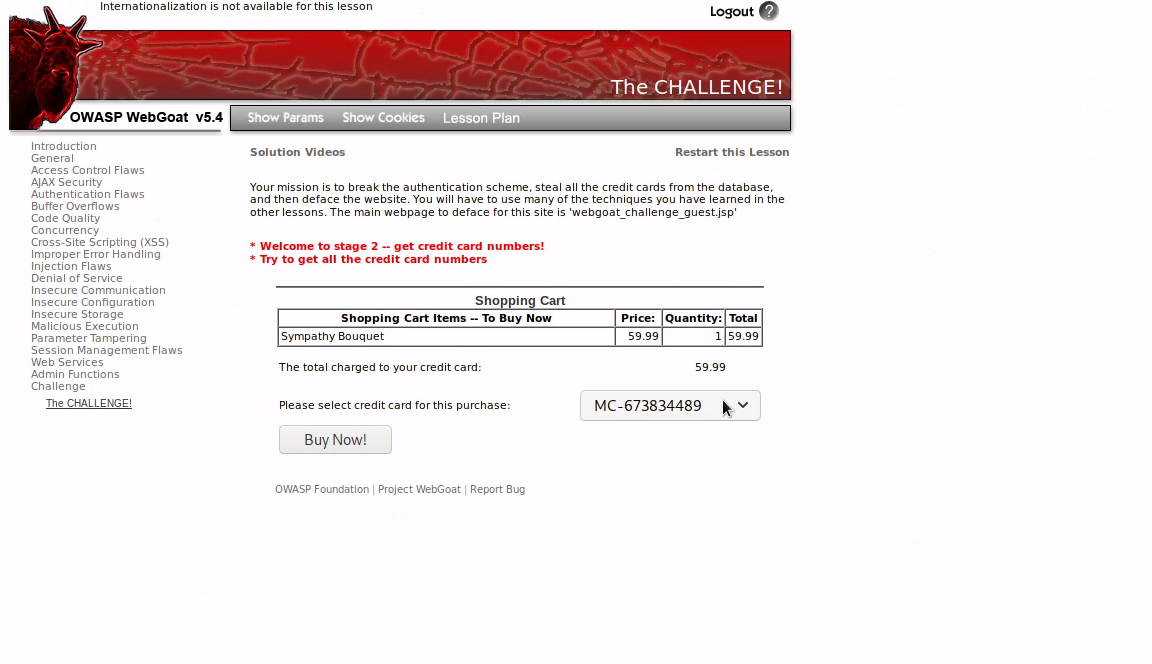 Internationalization is not available for this lesson
Logout ?
The CHALLENGE!
OWASP WebGoat v5.4
Show Params Show Cookies Lesson Plan
Introduction
General
Access Control Flaws
AJAX Security
Authentication Flaws
Buffer Overflows
Code Quality
Concurrency
Cross-Site Scripting (XSS)
Improper Error Handling
Injection Flaws
Denial of Service
Insecure Communication
Insecure Configuration
Insecure Storage
Malicious Execution
Parameter Tampering
Session Management Flaws
Web Services
Admin Functions
Challenge
The CHALLENGE!
Solution Videos Restart this Lesson
Your mission is to break the authentication scheme, steal all the credit cards from the database,
and then deface the website. You will have to use many of the techniques you have learned in the
other lessons. The main webpage to deface for this site is 'webgoat_challenge_guest.jsp'
* Welcome to stage 2 -- get credit card numbers!
* Try to get all the credit card numbers
Shopping Cart
Shopping Cart Items -- To Buy Now Price: Quantity: Total
Sympathy Bouquet 59.99 1 59.99
The total charged to your credit card: 59.99
Please select credit card for this purchase: MC-673834489
Buy Now!
OWASP Foundation | Project WebGoat | Report Bug